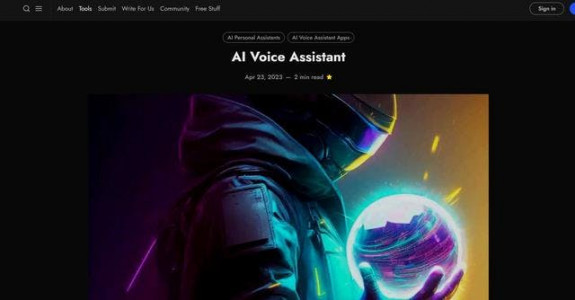 About Tools Submit Write For Us Community Free Stuff Sign in
AI Personal Assistants AI Voice Assistant Apps
AI Voice Assistant
Apr 23, 2023 — 2 min read